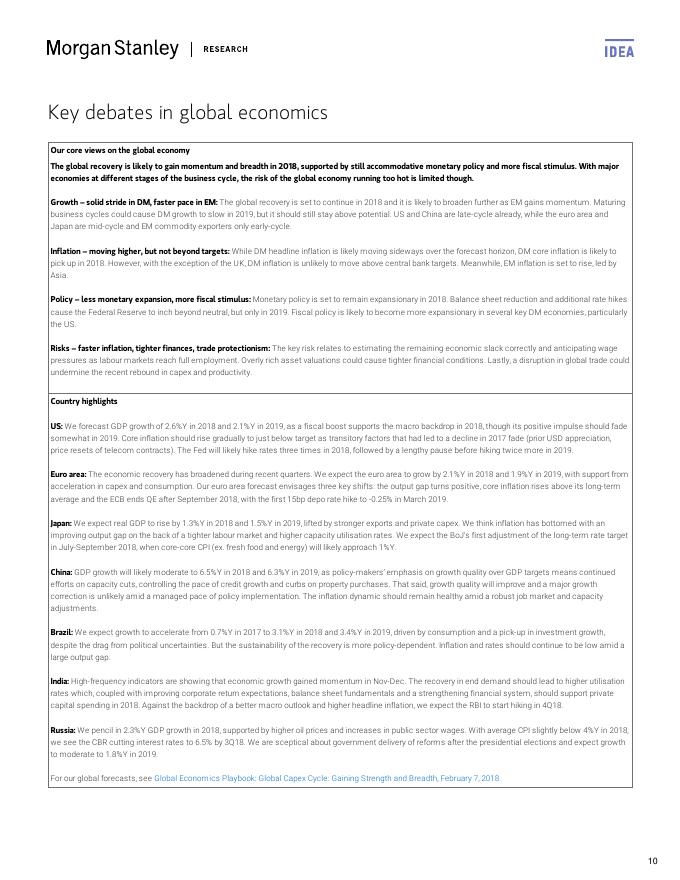 Morgan Stanley | RESEARCH
IDEA
Key debates in global economics
Our core views on the global economy
The global recovery is likely to gain momentum and breadth in 2018, supported by still accommodative monetary policy and more fiscal stimulus. With major
economies at different stages of the business cycle, the risk of the global economy running too hot is limited though.
Growth – solid stride in DM, faster pace in EM: The global recovery is set to continue in 2018 and it is likely to broaden further as EM gains momentum. Maturing
business cycles could cause DM growth to slow in 2019, but it should still stay above potential. US and China are late-cycle already, while the euro area and
Japan are mid-cycle and EM commodity exporters only early-cycle.
Inflation – moving higher, but not beyond targets: While DM headline inflation is likely moving sideways over the forecast horizon, DM core inflation is likely to
pick up in 2018. However, with the exception of the UK, DM inflation is unlikely to move above central bank targets. Meanwhile, EM inflation is set to rise, led by
Asia.
Policy – less monetary expansion, more fiscal stimulus: Monetary policy is set to remain expansionary in 2018. Balance sheet reduction and additional rate hikes
cause the Federal Reserve to inch beyond neutral, but only in 2019. Fiscal policy is likely to become more expansionary in several key DM economies, particularly
the US.
Risks – faster inflation, tighter finances, trade protectionism: The key risk relates to estimating the remaining economic slack correctly and anticipating wage
pressures as labour markets reach full employment. Overly rich asset valuations could cause tighter financial conditions. Lastly, a disruption in global trade could
undermine the recent rebound in capex and productivity.
Country highlights
US: We forecast GDP growth of 2.6%Y in 2018 and 2.1%Y in 2019, as a fiscal boost supports the macro backdrop in 2018, though its positive impulse should fade
somewhat in 2019. Core inflation should rise gradually to just below target as transitory factors that had led to a decline in 2017 fade (prior USD appreciation,
price resets of telecom contracts). The Fed will likely hike rates three times in 2018, followed by a lengthy pause before hiking twice more in 2019.
Euro area: The economic recovery has broadened during recent quarters. We expect the euro area to grow by 2.1%Y in 2018 and 1.9%Y in 2019, with support from
acceleration in capex and consumption. Our euro area forecast envisages three key shifts: the output gap turns positive, core inflation rises above its long-term
average and the ECB ends QE after September 2018, with the first 15bp depo rate hike to -0.25% in March 2019.
Japan: We expect real GDP to rise by 1.3%Y in 2018 and 1.5%Y in 2019, lifted by stronger exports and private capex. We think inflation has bottomed with an
improving output gap on the back of a tighter labour market and higher capacity utilisation rates. We expect the BoJ's first adjustment of the long-term rate target
in July-September 2018, when core-core CPI (ex. fresh food and energy) will likely approach 1%Y.
China: GDP growth will likely moderate to 6.5%Y in 2018 and 6.3%Y in 2019, as policy-makers' emphasis on growth quality over GDP targets means continued
efforts on capacity cuts, controlling the pace of credit growth and curbs on property purchases. That said, growth quality will improve and a major growth
correction is unlikely amid a managed pace of policy implementation. The inflation dynamic should remain healthy amid a robust job market and capacity
adjustments.
Brazil: We expect growth to accelerate from 0.7%Y in 2017 to 3.1%Y in 2018 and 3.4%Y in 2019, driven by consumption and a pick-up in investment growth,
despite the drag from political uncertainties. But the sustainability of the recovery is more policy-dependent. Inflation and rates should continue to be low amid a
large output gap.
India: High-frequency indicators are showing that economic growth gained momentum in Nov-Dec. The recovery in end demand should lead to higher utilisation
rates which, coupled with improving corporate return expectations, balance sheet fundamentals and a strengthening financial system, should support private
capital spending in 2018. Against the backdrop of a better macro outlook and higher headline inflation, we expect the RBI to start hiking in 4Q18.
Russia: We pencil in 2.3%Y GDP growth in 2018, supported by higher oil prices and increases in public sector wages. With average CPI slightly below 4%Y in 2018,
we see the CBR cutting interest rates to 6.5% by 3Q18. We are sceptical about government delivery of reforms after the presidential elections and expect growth
to moderate to 1.8%Y in 2019.
For our global forecasts, see Global Economics Playbook: Global Capex Cycle: Gaining Strength and Breadth, February 7, 2018.
10